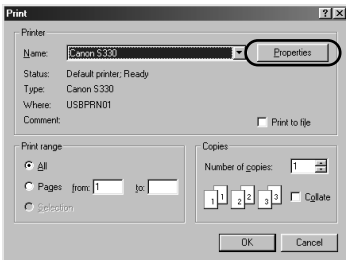 Print
Printer
Name: Canon S330 Properties
Status: Default printer; Ready
Type: Canon S330
Where: USBPRN01
Comment: Print to file
Print range
All
Pages from: 1 to:
Selection
Copies
Number of copies: 1
1 1 2 2 3 3 Collate
OK Cancel